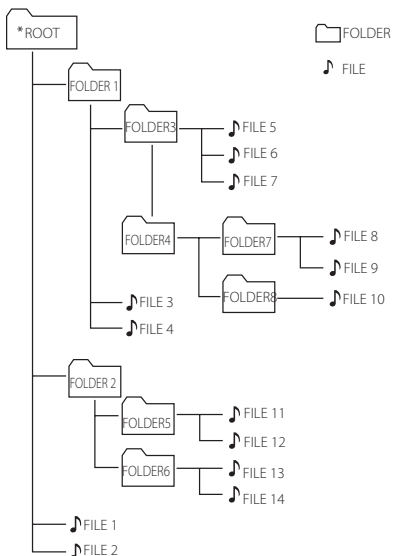 *ROOT
FOLDER
FILE
FOLDER 1
FOLDER3
FILE 5
FILE 6
FILE 7
FOLDER4
FOLDER7
FILE 8
FILE 9
FOLDER8
FILE 10
FILE 3
FILE 4
FOLDER 2
FOLDER5
FILE 11
FILE 12
FOLDER6
FILE 13
FILE 14
FILE 1
FILE 2